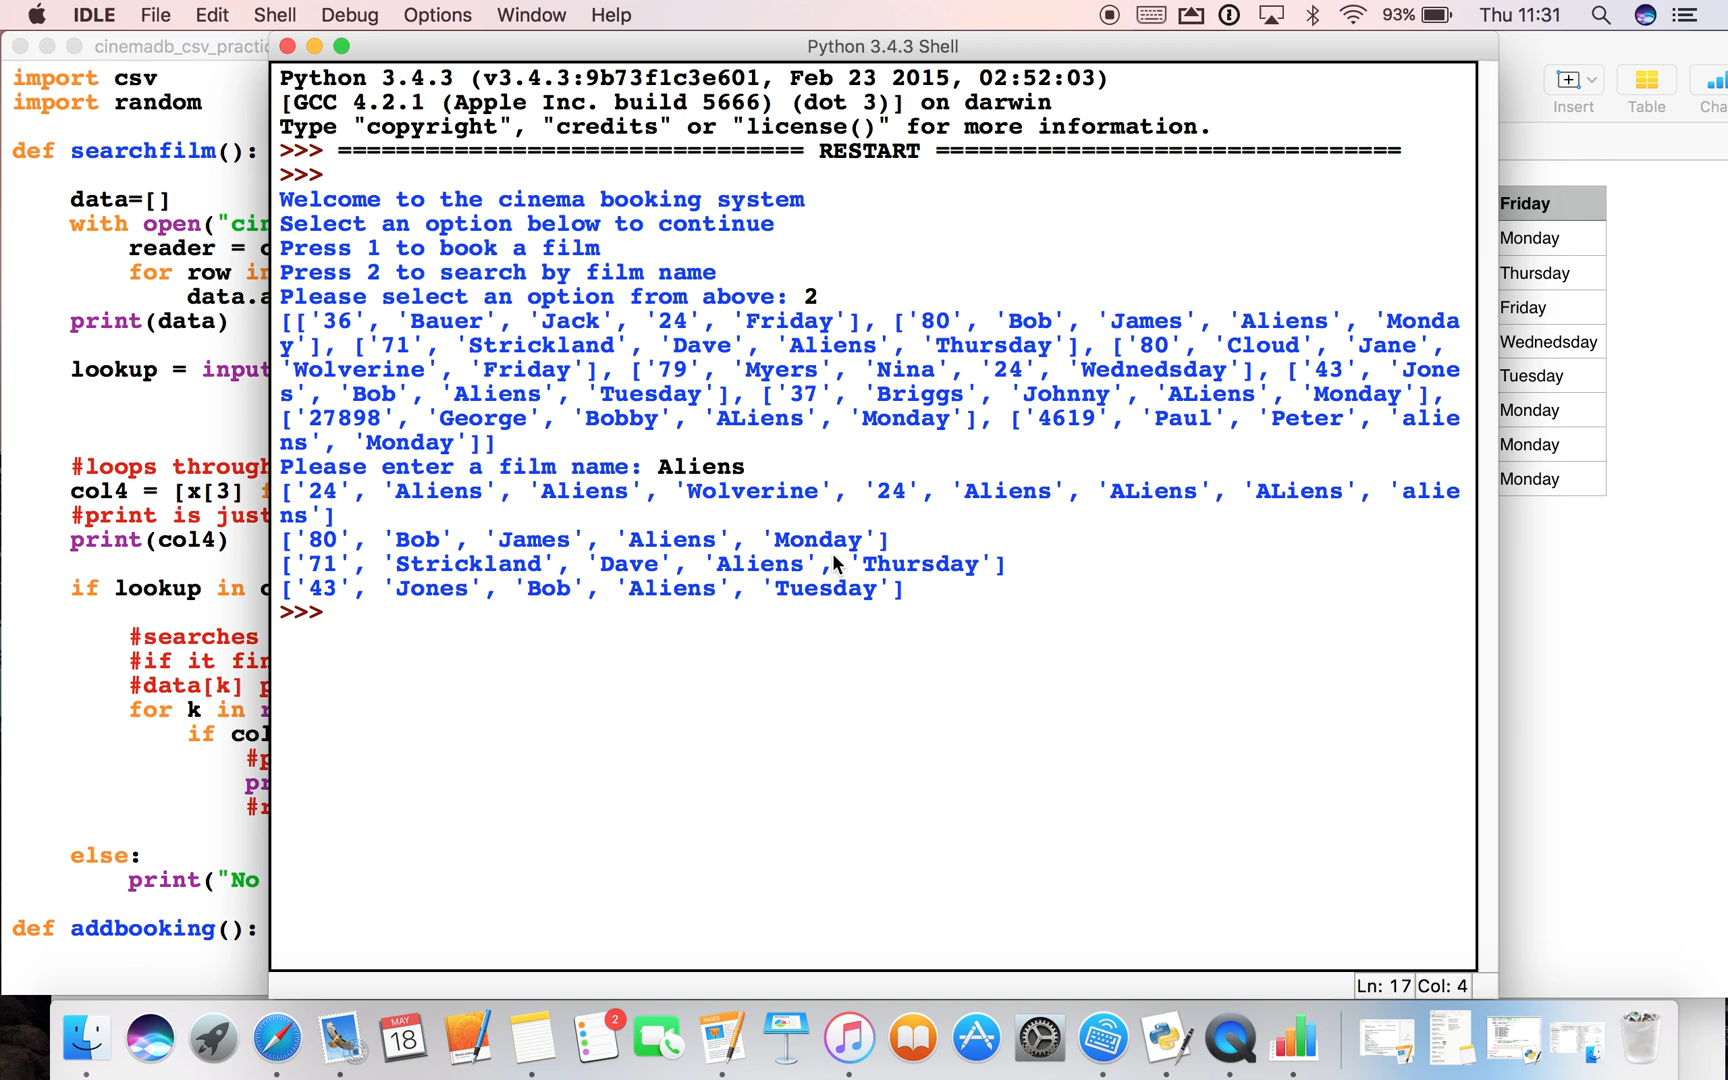 IDLE File Edit Shell Debug Options Window Help 93% Thu 11:31
cinemadb_csv_practic
Python 3.4.3 Shell
import csv
import random
def searchfilm():
data=[]
with open("cin
reader = c
for row in
data.a
print(data)
lookup = input
#loops through
col4 = [x[3] f
#print is just
print(col4)
if lookup in c
#searches
#if it fin
#data[k] p
for k in r
if col
#p
pr
#r
else:
print("No
def addbooking():
Python 3.4.3 (v3.4.3:9b73f1c3e601, Feb 23 2015, 02:52:03)
[GCC 4.2.1 (Apple Inc. build 5666) (dot 3)] on darwin
Type "copyright", "credits" or "license()" for more information.
>>> ================================ RESTART ================================
>>>
Welcome to the cinema booking system
Select an option below to continue
Press 1 to book a film
Press 2 to search by film name
Please select an option from above: 2
[['36', 'Bauer', 'Jack', '24', 'Friday'], ['80', 'Bob', 'James', 'Aliens', 'Monda
y'], ['71', 'Strickland', 'Dave', 'Aliens', 'Thursday'], ['80', 'Cloud', 'Jane',
'Wolverine', 'Friday'], ['79', 'Myers', 'Nina', '24', 'Wednedsday'], ['43', 'Jone
s', 'Bob', 'Aliens', 'Tuesday'], ['37', 'Briggs', 'Johnny', 'ALiens', 'Monday'],
['27898', 'George', 'Bobby', 'ALiens', 'Monday'], ['4619', 'Paul', 'Peter', 'alie
ns', 'Monday']]
Please enter a film name: Aliens
['24', 'Aliens', 'Aliens', 'Wolverine', '24', 'Aliens', 'ALiens', 'ALiens', 'alie
ns']
['80', 'Bob', 'James', 'Aliens', 'Monday']
['71', 'Strickland', 'Dave', 'Aliens', 'Thursday']
['43', 'Jones', 'Bob', 'Aliens', 'Tuesday']
>>>
Ln: 17 Col: 4
Insert Table Cha
Friday
Monday
Thursday
Friday
Wednedsday
Tuesday
Monday
Monday
Monday
MAY
18
2